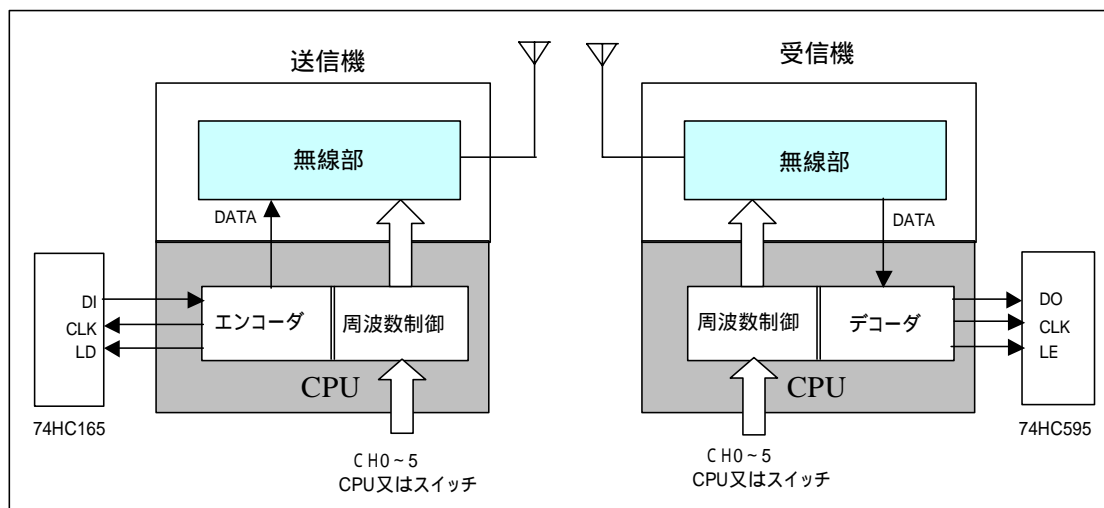 送信機
無線部
DATA
DI
CLK
LD
エンコーダ
周波数制御
CPU
74HC165
CH0~5
CPU又はスイッチ
受信機
無線部
DATA
周波数制御
デコーダ
CPU
DO
CLK
LE
74HC595
CH0~5
CPU又はスイッチ